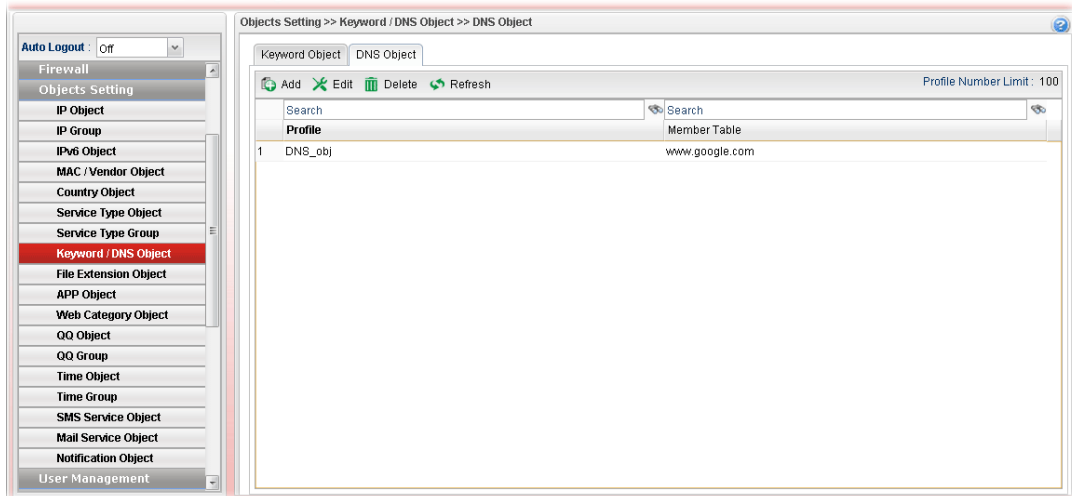 Objects Setting >> Keyword / DNS Object >> DNS Object
Auto Logout : Off
Firewall
Objects Setting
IP Object
IP Group
IPv6 Object
MAC / Vendor Object
Country Object
Service Type Object
Service Type Group
Keyword / DNS Object
File Extension Object
APP Object
Web Category Object
QQ Object
QQ Group
Time Object
Time Group
SMS Service Object
Mail Service Object
Notification Object
User Management
Keyword Object DNS Object
Add Edit Delete Refresh Profile Number Limit : 100
Search Search
Profile Member Table
1 DNS_obj www.google.com